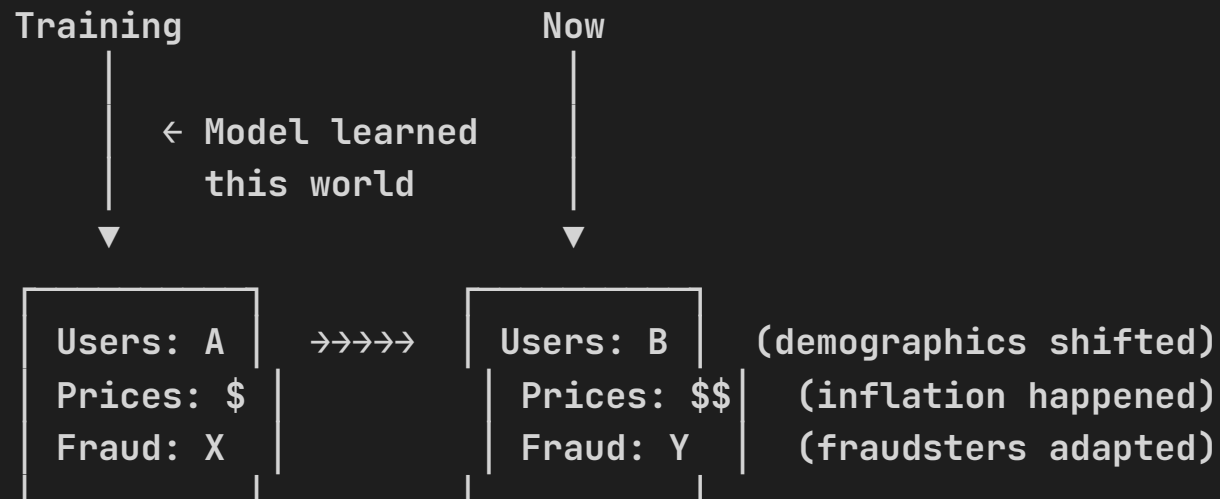 Training Now
← Model learned
this world
Users: A →→→→→ Users: B (demographics shifted)
Prices: $ Prices: $$ (inflation happened)
Fraud: X Fraud: Y (fraudsters adapted)